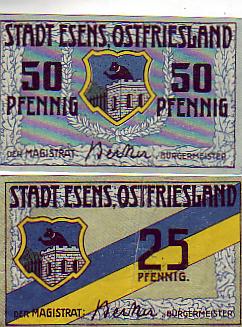 STADT ESENS, OSTFRIESLAND
50 50
PFENNIG PFENNIG
DER MAGISTRAT BÜRGERMEISTER
STADT ESENS, OSTFRIESLAND
25
PFENNIG.
DER MAGISTRAT: BÜRGERMEISTER